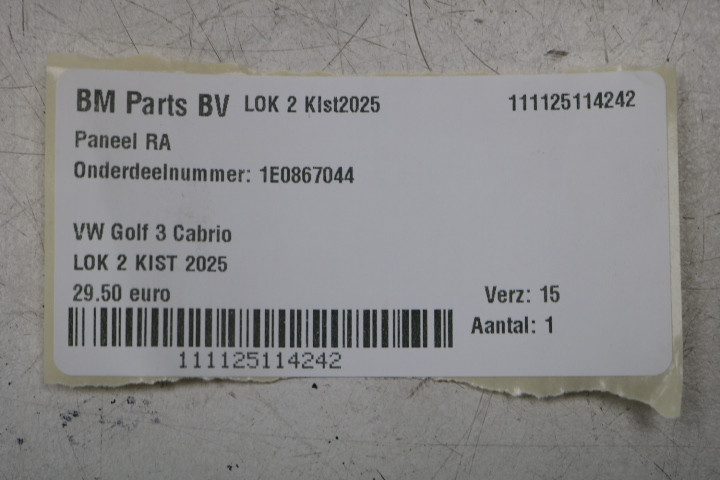 BM Parts BV LOK 2 KIst2025 111125114242
Paneel RA
Onderdeelnummer: 1E0867044
VW Golf 3 Cabrio
LOK 2 KIST 2025
29.50 euro Verz: 15
Aantal: 1
111125114242